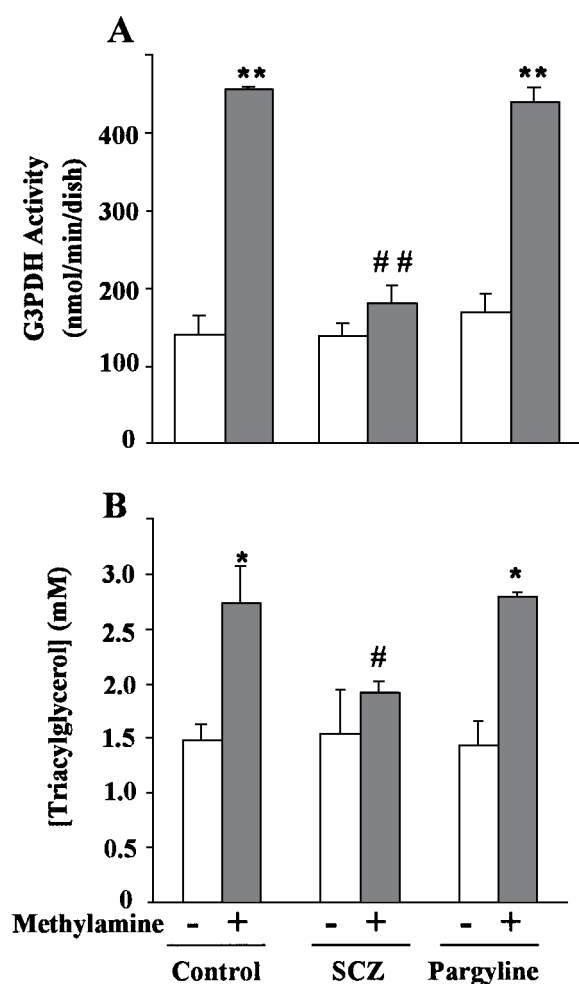 A
G3PDH Activity
(nmol/min/dish)
400
300
200
100
0
**
##
**
B
[Triacylglycerol] (mM)
3.0
2.5
2.0
1.5
1.0
0.5
0
*
#
*
Methylamine - + - + - +
Control SCZ Pargyline